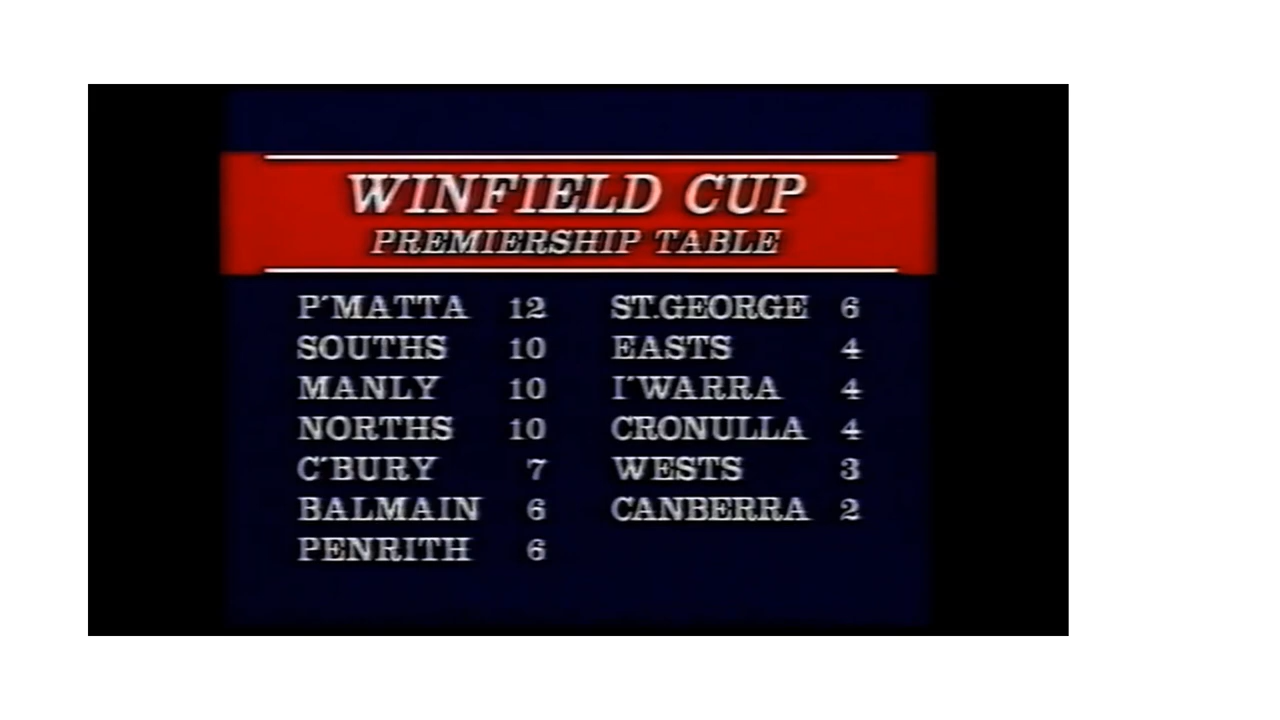 WINFIELD CUP
PREMIERSHIP TABLE
P'MATTA 12 ST.GEORGE 6
SOUTHS 10 EASTS 4
MANLY 10 I'WARRA 4
NORTHS 10 CRONULLA 4
C'BURY 7 WESTS 3
BALMAIN 6 CANBERRA 2
PENRITH 6